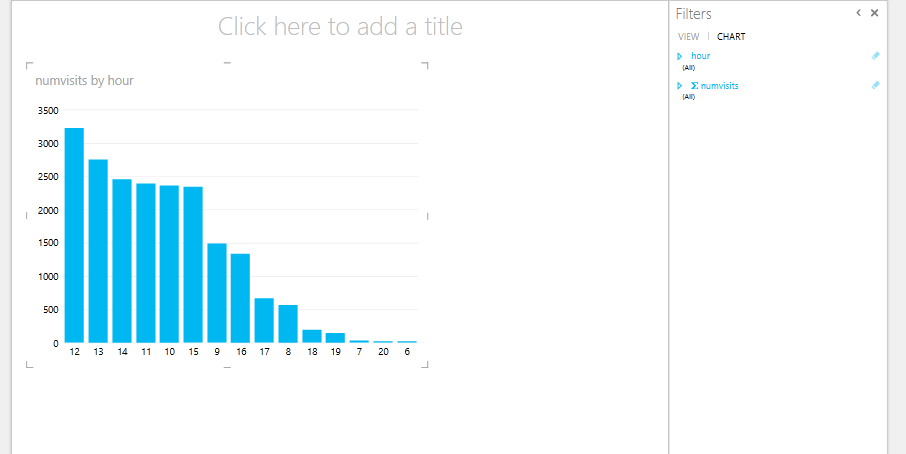 Click here to add a title
numvisits by hour
3500
3000
2500
2000
1500
1000
500
0
12 13 14 11 10 15 9 16 17 8 18 19 7 20 6
Filters
VIEW | CHART
hour
(All)
Σ numvisits
(All)